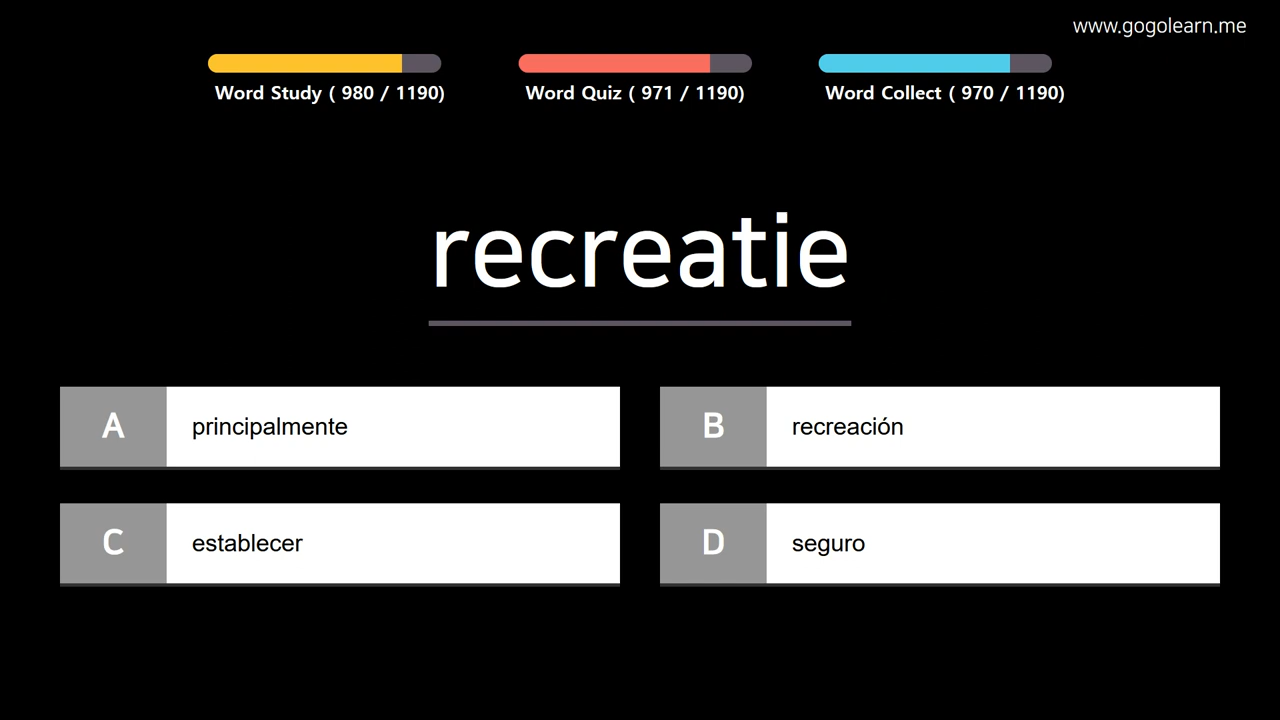 www.gogolearn.me
Word Study ( 980 / 1190)
Word Quiz ( 971 / 1190)
Word Collect ( 970 / 1190)
recreatie
A principalmente
B recreación
C establecer
D seguro